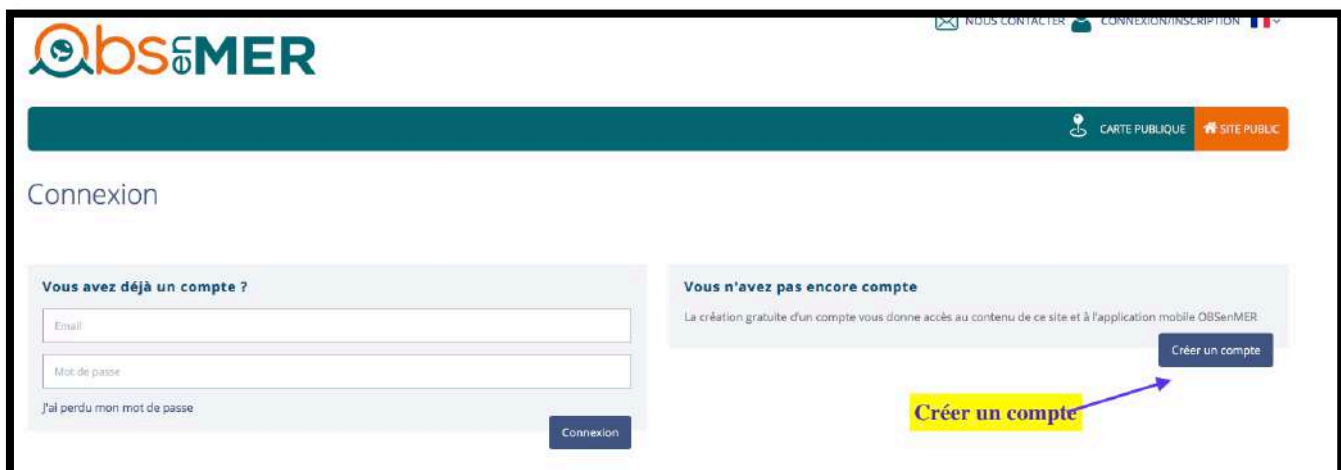 NOUS CONTACTER CONNEXION/INSCRIPTION
ObsenMER
CARTE PUBLIQUE SITE PUBLIC
Connexion
Vous avez déjà un compte ?
Email
Mot de passe
J'ai perdu mon mot de passe
Connexion
Vous n'avez pas encore compte
La création gratuite d'un compte vous donne accès au contenu de ce site et à l'application mobile OBSenMER
Créer un compte
Créer un compte